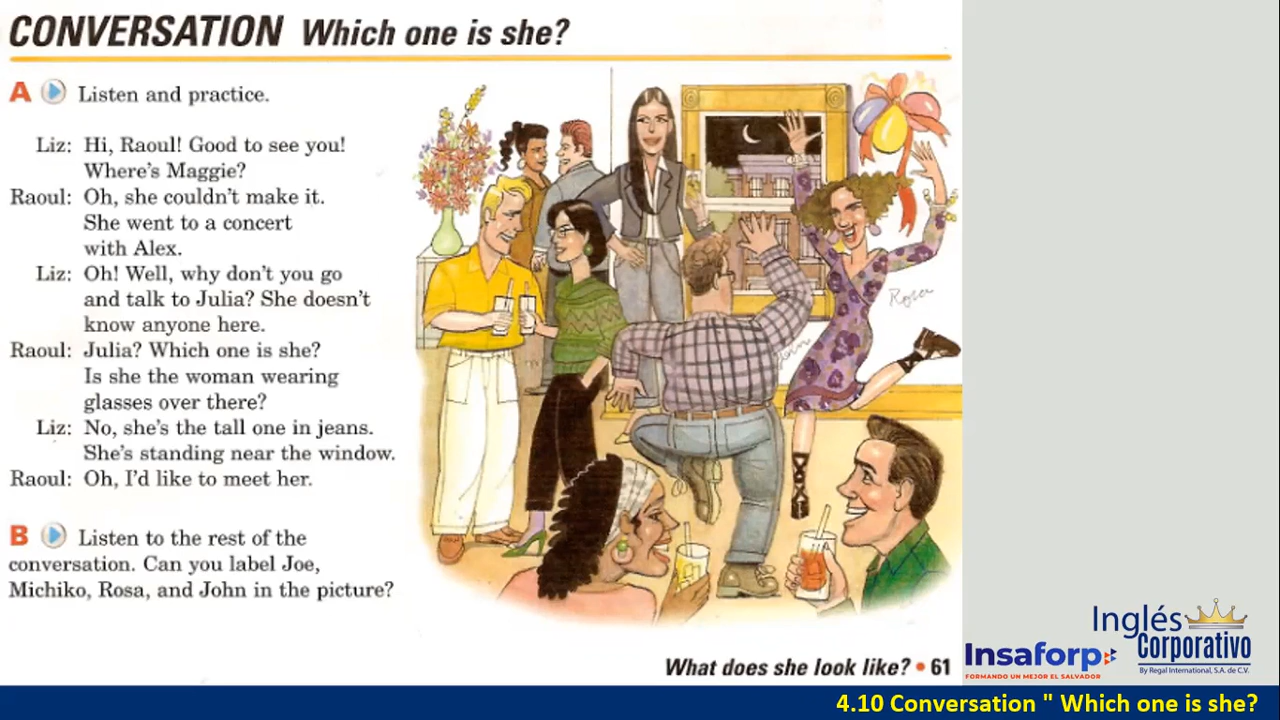 CONVERSATION Which one is she?
A Listen and practice.
Liz: Hi, Raoul! Good to see you!
Where's Maggie?
Raoul: Oh, she couldn't make it.
She went to a concert
with Alex.
Liz: Oh! Well, why don't you go
and talk to Julia? She doesn't
know anyone here.
Raoul: Julia? Which one is she?
Is she the woman wearing
glasses over there?
Liz: No, she's the tall one in jeans.
She's standing near the window.
Raoul: Oh, I'd like to meet her.
B Listen to the rest of the
conversation. Can you label Joe,
Michiko, Rosa, and John in the picture?
Rosa
What does she look like? • 61
Inglés
Corporativo
By Regal International, S.A. de C.V.
Insaforp
FORMANDO UN MEJOR EL SALVADOR
4.10 Conversation " Which one is she?